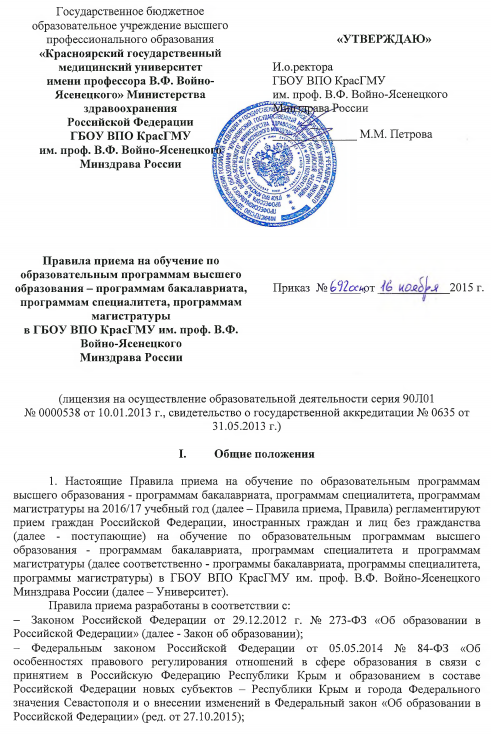 Государственное бюджетное
образовательное учреждение высшего
профессионального образования
«Красноярский государственный
медицинский университет
имени профессора В.Ф. Войно-
Ясенецкого» Министерства
здравоохранения
Российской Федерации
ГБОУ ВПО КрасГМУ
им. проф. В.Ф. Войно-Ясенецкого
Минздрава России
«УТВЕРЖДАЮ»
И.о.ректора
ГБОУ ВПО КрасГМУ
им. проф. В.Ф. Войно-Ясенецкого
Минздрава России
М.М. Петрова
Правила приема на обучение по
образовательным программам высшего
образования – программам бакалавриата,
программам специалитета, программам
магистратуры
в ГБОУ ВПО КрасГМУ им. проф. В.Ф.
Войно-Ясенецкого
Минздрава России
Приказ № 692осн от 16 ноября 2015 г.
(лицензия на осуществление образовательной деятельности серия 90Л01
№ 0000538 от 10.01.2013 г., свидетельство о государственной аккредитации № 0635 от
31.05.2013 г.)
I. Общие положения
1. Настоящие Правила приема на обучение по образовательным программам
высшего образования - программам бакалавриата, программам специалитета, программам
магистратуры на 2016/17 учебный год (далее – Правила приема, Правила) регламентируют
прием граждан Российской Федерации, иностранных граждан и лиц без гражданства
(далее - поступающие) на обучение по образовательным программам высшего
образования - программам бакалавриата, программам специалитета и программам
магистратуры (далее соответственно - программы бакалавриата, программы специалитета,
программы магистратуры) в ГБОУ ВПО КрасГМУ им. проф. В.Ф. Войно-Ясенецкого
Минздрава России (далее – Университет).
Правила приема разработаны в соответствии с:
– Законом Российской Федерации от 29.12.2012 г. № 273-ФЗ «Об образовании в
Российской Федерации» (далее - Закон об образовании);
– Федеральным законом Российской Федерации от 05.05.2014 № 84-ФЗ «Об
особенностях правового регулирования отношений в сфере образования в связи с
принятием в Российскую Федерацию Республики Крым и образованием в составе
Российской Федерации новых субъектов – Республики Крым и города Федерального
значения Севастополя и о внесении изменений в Федеральный закон «Об образовании в
Российской Федерации» (ред. от 27.10.2015);